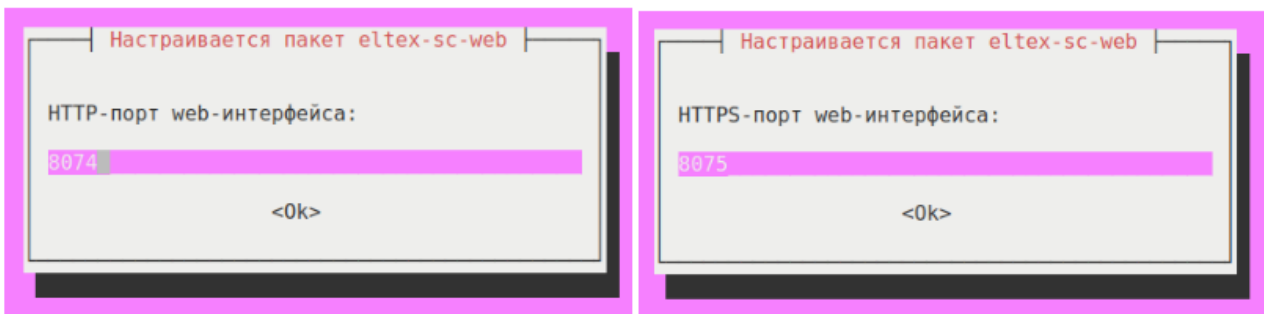 Настраивается пакет eltex-sc-web
HTTP-порт web-интерфейса:
8074
<Ok>
Настраивается пакет eltex-sc-web
HTTPS-порт web-интерфейса:
8075
<Ok>